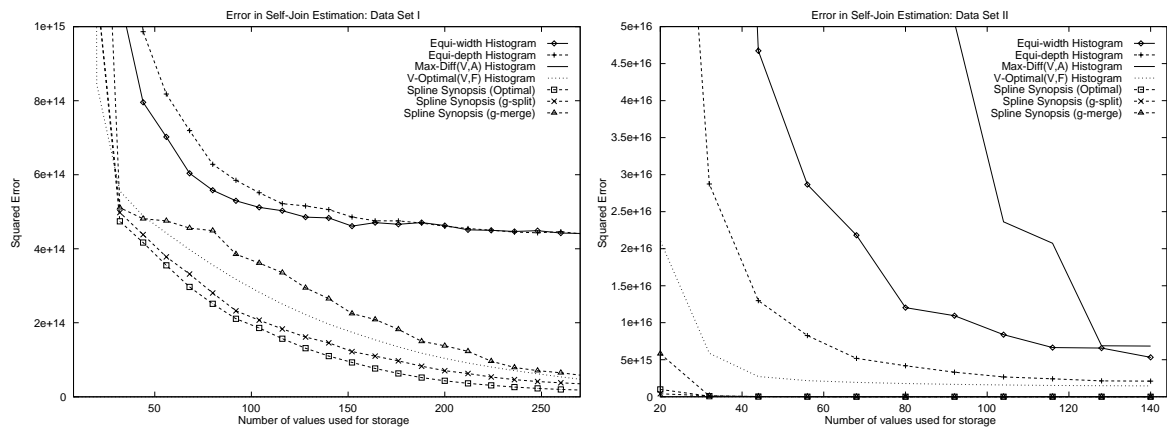 Error in Self-Join Estimation: Data Set I
1e+15
8e+14
6e+14
4e+14
2e+14
0
Squared Error
Equi-width Histogram
Equi-depth Histogram
Max-Diff(V,A) Histogram
V-Optimal(V,F) Histogram
Spline Synopsis (Optimal)
Spline Synopsis (g-split)
Spline Synopsis (g-merge)
50 100 150 200 250
Number of values used for storage
Error in Self-Join Estimation: Data Set II
5e+16
4.5e+16
4e+16
3.5e+16
3e+16
2.5e+16
2e+16
1.5e+16
1e+16
5e+15
0
Squared Error
Equi-width Histogram
Equi-depth Histogram
Max-Diff(V,A) Histogram
V-Optimal(V,F) Histogram
Spline Synopsis (Optimal)
Spline Synopsis (g-split)
Spline Synopsis (g-merge)
20 40 60 80 100 120 140
Number of values used for storage